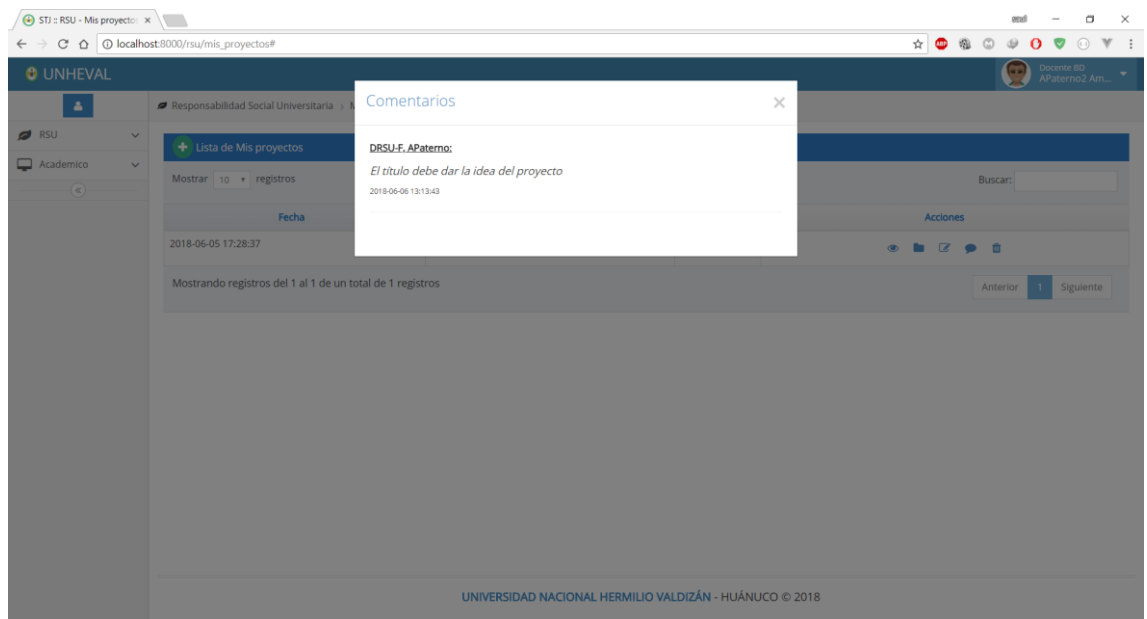 STJ :: RSU - Mis proyecto
localhost:8000/rsu/mis_proyectos#
UNHEVAL
Docente BD
APaterno2 Am...
Responsabilidad Social Universitaria > M
RSU
Academico
Lista de Mis proyectos
Mostrar 10 registros
Buscar:
Fecha
Acciones
2018-06-05 17:28:37
Mostrando registros del 1 al 1 de un total de 1 registros
Anterior 1 Siguiente
Comentarios
DRSU-F, APaterno:
El título debe dar la idea del proyecto
2018-06-06 13:13:43
UNIVERSIDAD NACIONAL HERMILIO VALDIZÁN - HUÁNUCO © 2018